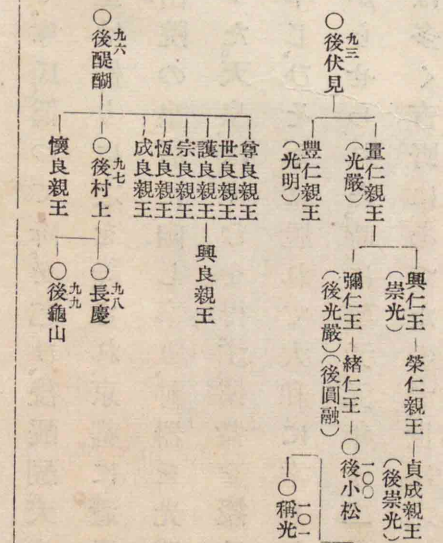 九三
○後伏見
量仁親王
(光嚴)
興仁王
(崇光)
榮仁親王
貞成親王
(後崇光)
彌仁王
(後光嚴)
緒仁王
(後圓融)
一〇〇
○後小松
一〇一
○稱光
豐仁親王
(光明)
九六
○後醍醐
尊良親王
世良親王
護良親王
興良親王
宗良親王
恆良親王
成良親王
九七
○後村上
九八
○長慶
九九
○後龜山
懷良親王